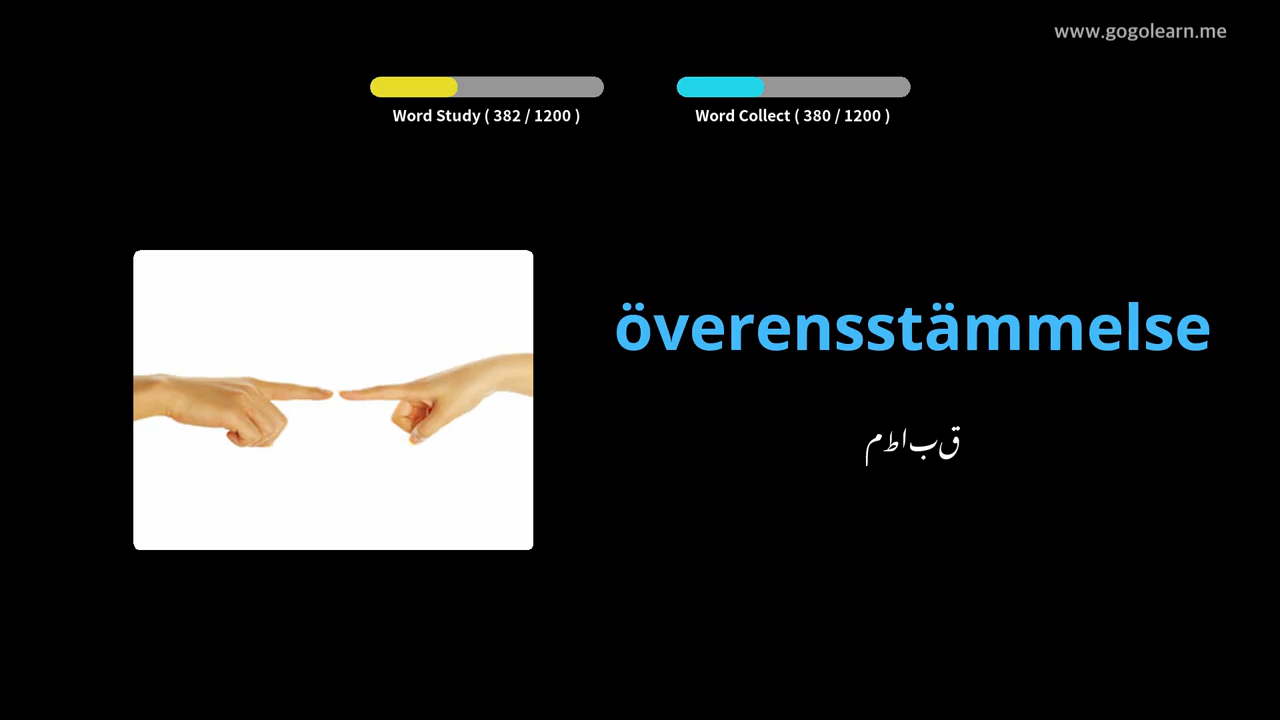 www.gogolearn.me
Word Study ( 382 / 1200 )
Word Collect ( 380 / 1200 )
överensstämmelse
قباطم